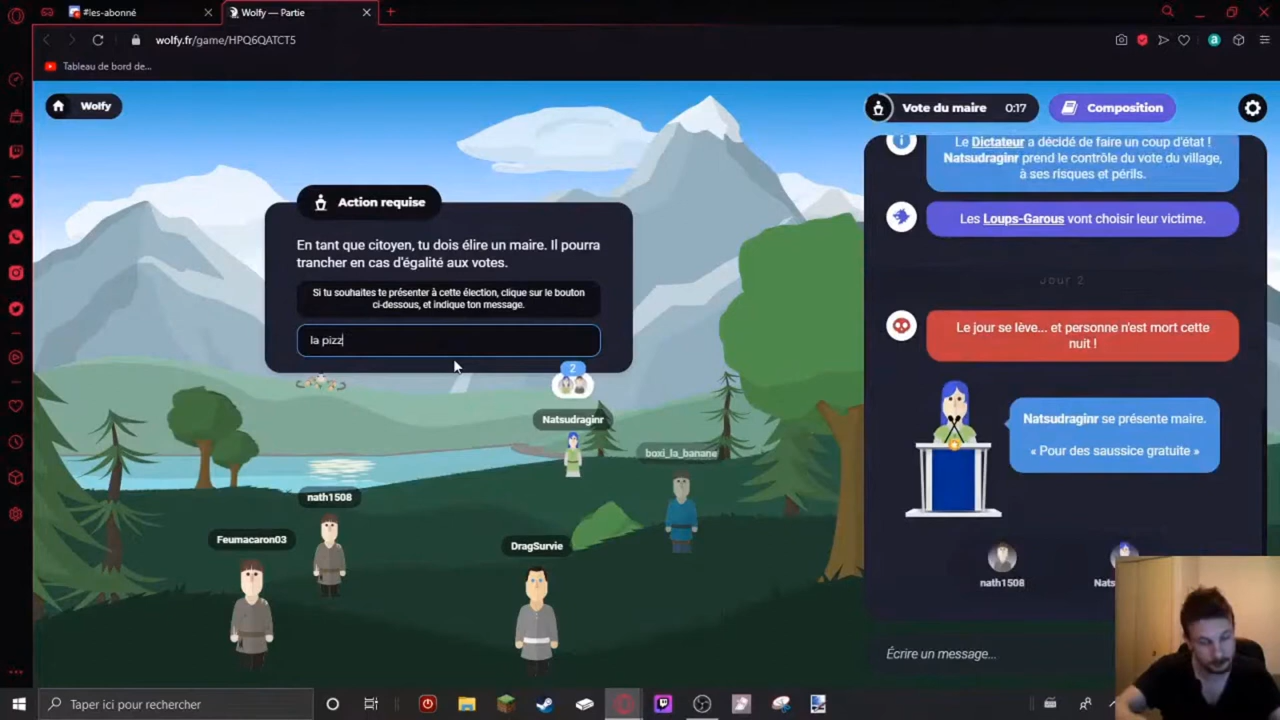 #les-abonné
Wolfy — Partie
wolfy.fr/game/HPQ6QATCT5
Tableau de bord de...
Wolfy
Vote du maire 0:17
Composition
Action requise
En tant que citoyen, tu dois élire un maire. Il pourra
trancher en cas d'égalité aux votes.
Si tu souhaites te présenter à cette élection, clique sur le bouton
ci-dessous, et indique ton message.
la pizz
2
Natsudraginr
boxi_la_banane
nath1508
Feumacaron03
DragSurvie
Le Dictateur a décidé de faire un coup d'état !
Natsudraginr prend le contrôle du vote du village,
à ses risques et périls.
Les Loups-Garous vont choisir leur victime.
Jour 2
Le jour se lève... et personne n'est mort cette
nuit !
Natsudraginr se présente maire.
« Pour des saussice gratuite »
nath1508
Écrire un message...
Taper ici pour rechercher